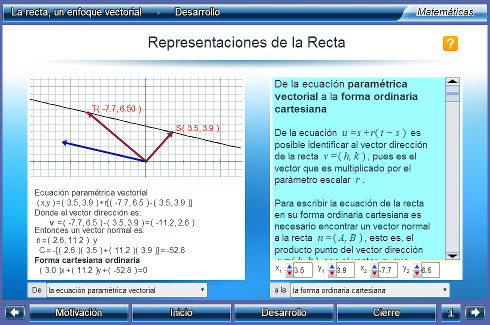 La recta, un enfoque vectorial - Desarrollo
Matemáticas
Representaciones de la Recta
?
T( -7.7, 6.50 )
S( 3.5, 3.9 )
Ecuación paramétrica vectorial
(x,y )=( 3.5, 3.9 )+r[( -7.7, 6.5 )-( 3.5, 3.9 )]
Donde el vector dirección es:
v =( -7.7, 6.5 )-( 3.5, 3.9 )=( -11.2, 2.6 )
Entonces un vector normal es:
n=( 2.6, 11.2 ) y
C = -[( 2.6 )( 3.5 )+( 11.2 )( 3.9 )]= -52.8
Forma cartesiana ordinaria
( 3.0 )x+( 11.2 )y+( -52.8 )=0
De la ecuación paramétrica
vectorial a la forma ordinaria
cartesiana
De la ecuación u=s+r( t − s ) es
posible identificar al vector dirección
de la recta v =( h, k ), pues es el
vector que es multiplicado por el
parámetro escalar r .
Para escribir la ecuación de la recta
en su forma ordinaria cartesiana es
necesario encontrar un vector normal
a la recta n =( A, B ), esto es, el
producto punto del vector dirección
x1 3.5 y1 3.9 x2 -7.7 y2 6.5
De la ecuación paramétrica vectorial
a la la forma ordinaria cartesiana
Motivación
Inicio
Desarrollo
Cierre
i